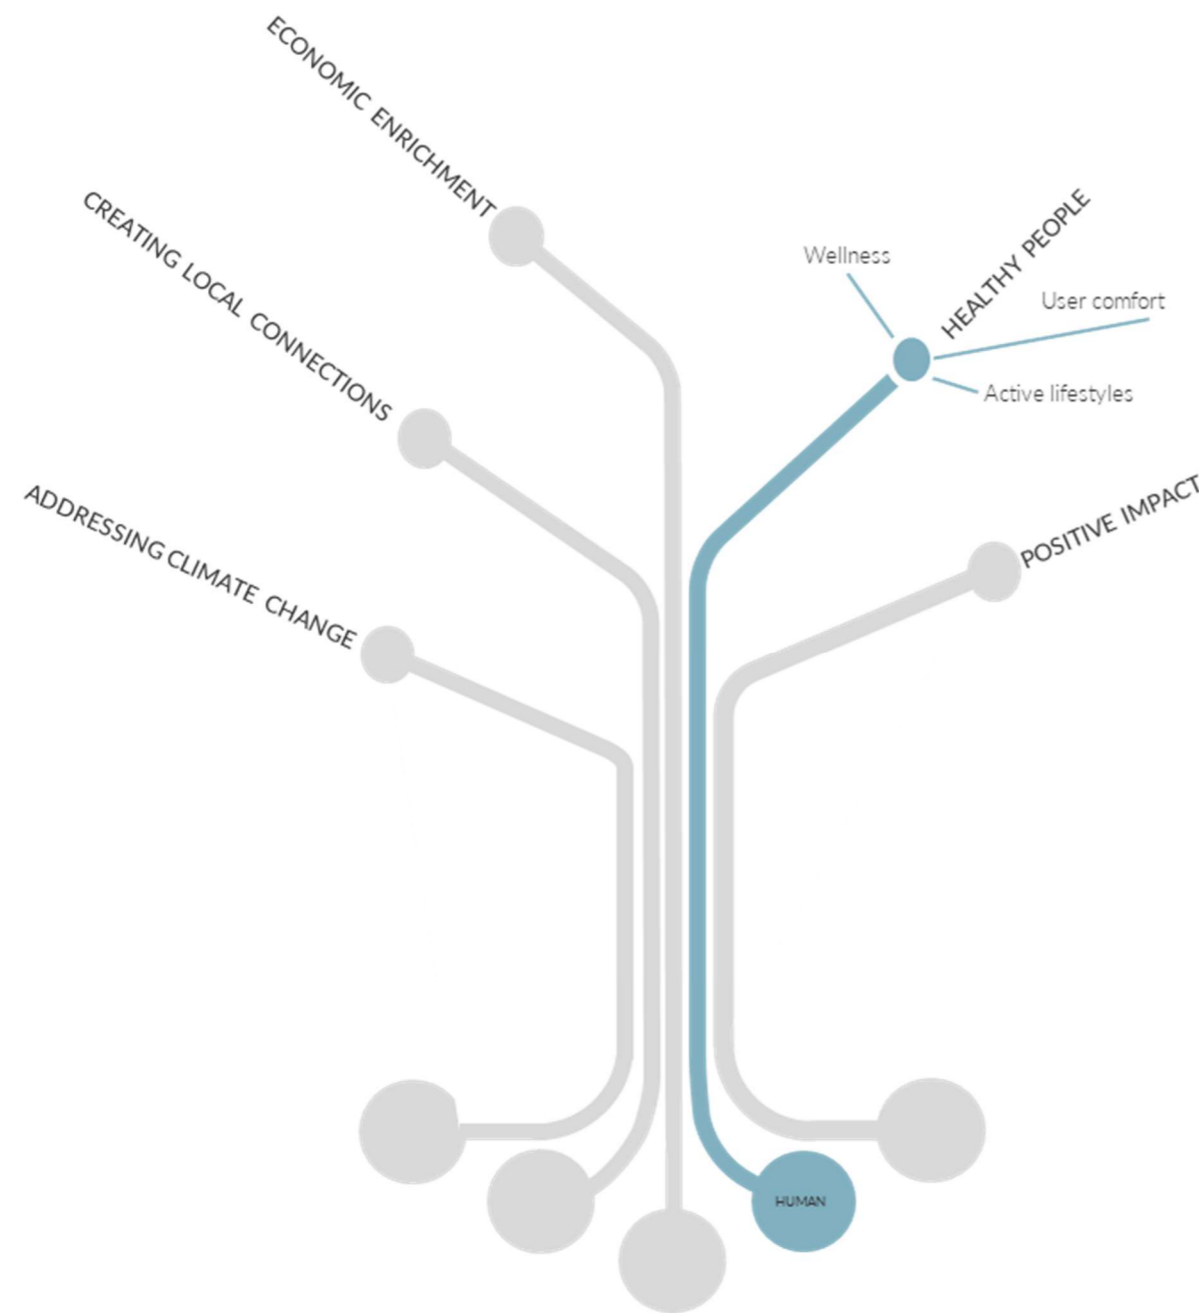 ECONOMIC ENRICHMENT
CREATING LOCAL CONNECTIONS
HEALTHY PEOPLE
Wellness
User comfort
Active lifestyles
ADDRESSING CLIMATE CHANGE
POSITIVE IMPACT
HUMAN